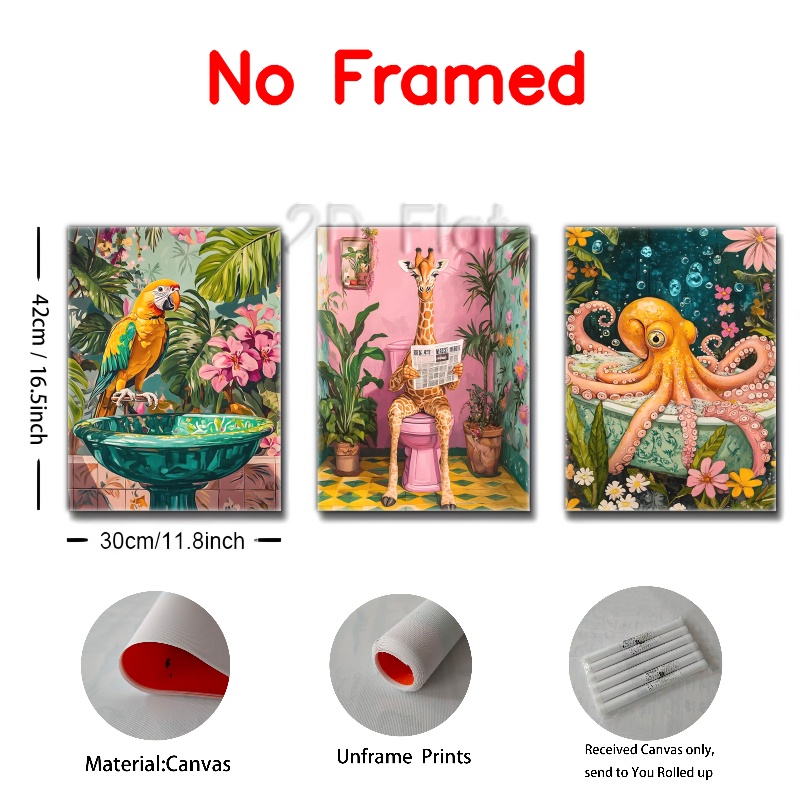 No Framed
2D Flat
42cm / 16.5inch
30cm/11.8inch
Material:Canvas
Unframe Prints
Received Canvas only,
send to You Rolled up